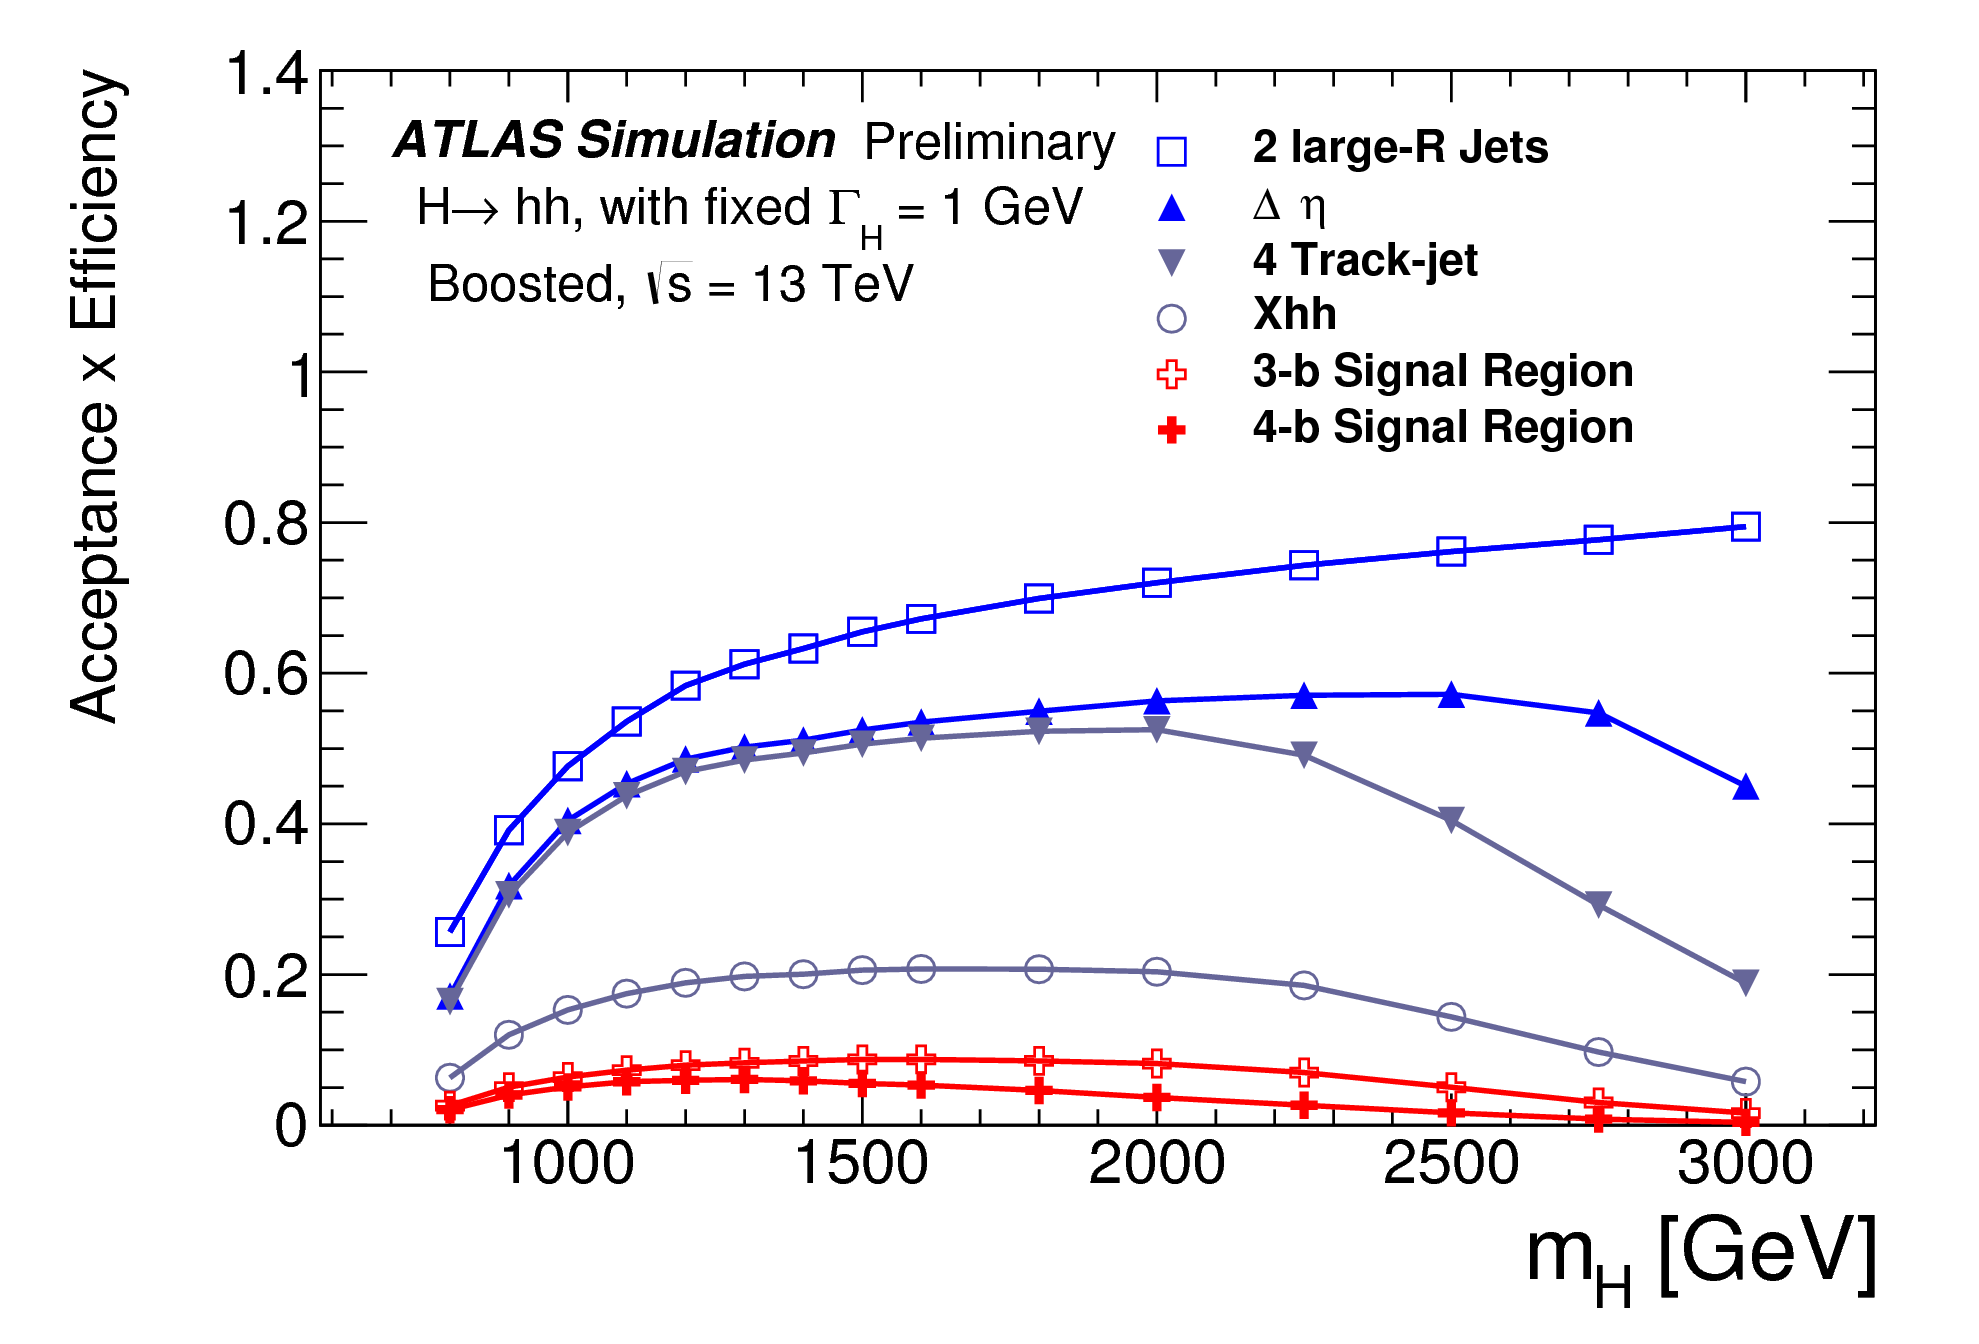 Acceptance x Efficiency
1.4
1.2
1
0.8
0.6
0.4
0.2
0
ATLAS Simulation Preliminary
H→ hh, with fixed Γ_H = 1 GeV
Boosted, √s = 13 TeV
2 large-R Jets
Δ η
4 Track-jet
Xhh
3-b Signal Region
4-b Signal Region
1000 1500 2000 2500 3000
m_H [GeV]